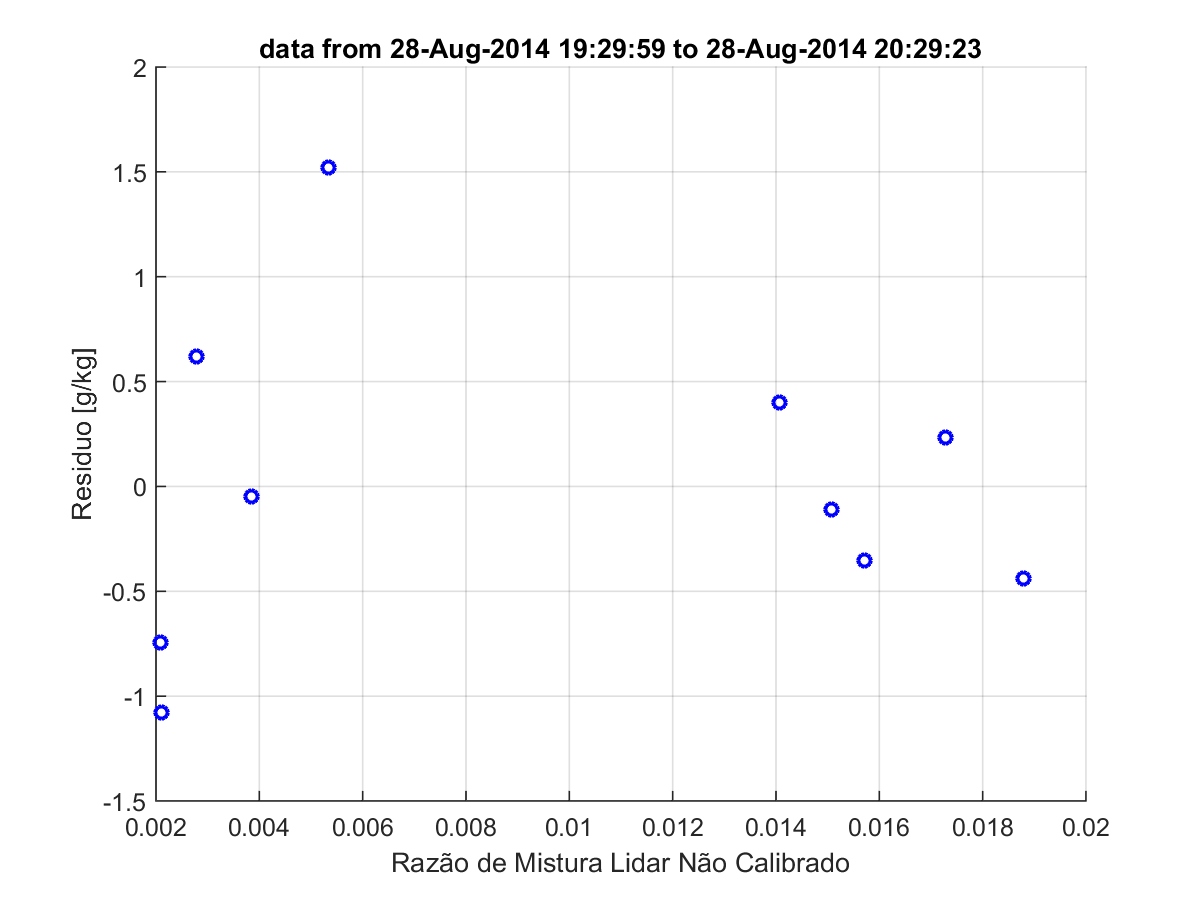 data from 28-Aug-2014 19:29:59 to 28-Aug-2014 20:29:23
2
1.5
1
0.5
0
-0.5
-1
-1.5
Residuo [g/kg]
0.002 0.004 0.006 0.008 0.01 0.012 0.014 0.016 0.018 0.02
Razão de Mistura Lidar Não Calibrado